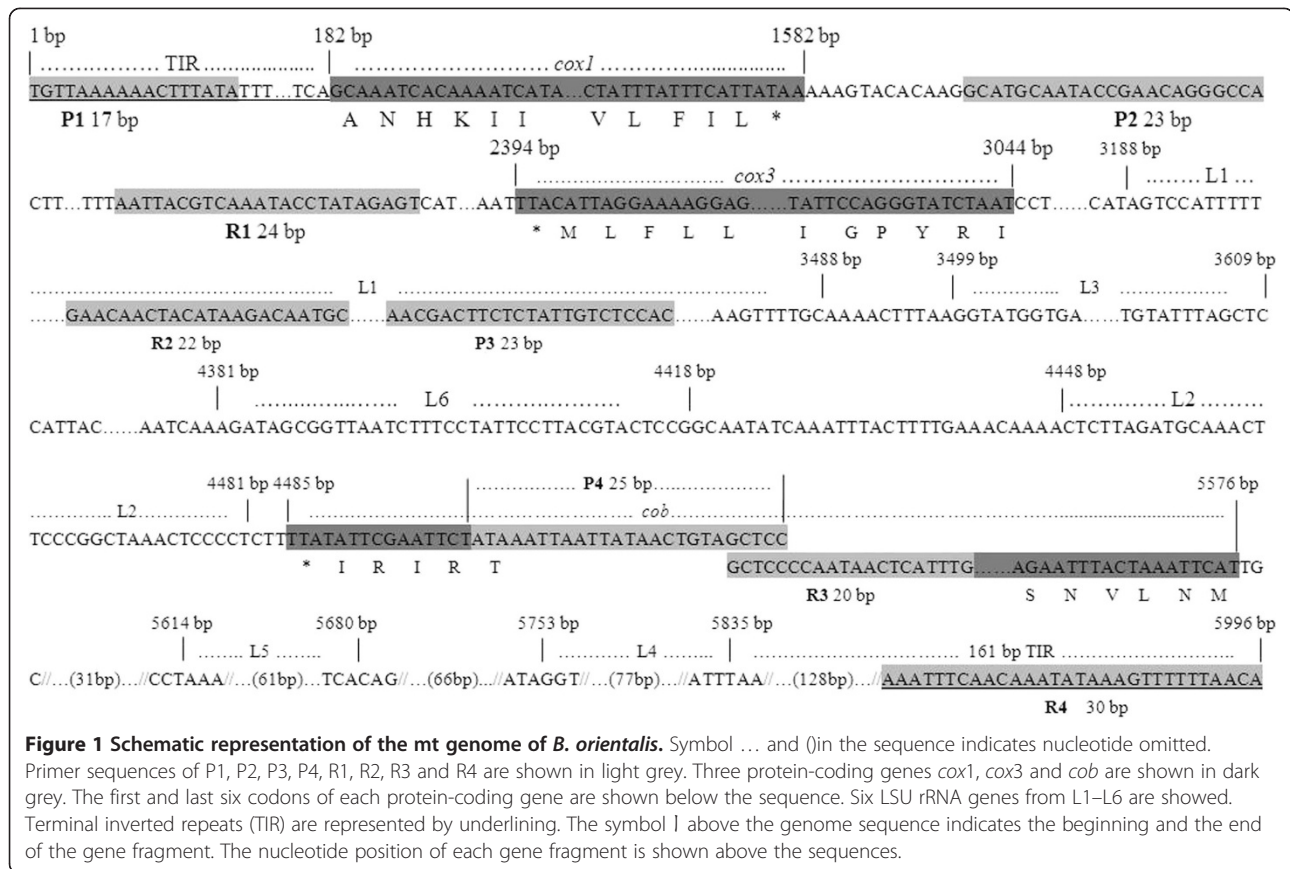 1 bp 182 bp 1582 bp
……………… TIR …………………. ………………… cox1 ………………………….
TGTTAAAAAACTTTATATTT …TCAGCAAATCACAAAATCATA…CTATTTATTTCATTATAAAAAGTACACAAGGCATGCAATACCGAACAGGGCCA
P1 17 bp A N H K I I V L F I L * P2 23 bp
2394 bp 3044 bp 3188 bp
………………………… cox3 ………………………… ……… L1 …
CTT…TTTAATTACGTCAAATACCTATAGAGTCAT …AATTTACATTAGGAAAAGGAG……TATTCCAGGGTATCTAATCCT……CATAGTCCATTTTT
R1 24 bp * M L F L L I G P Y R I
3488 bp 3499 bp 3609 bp
…………………………………………… L1 ……………………………………………… ………………… L3 …………………
……GAACAACTACATAAGACAATGC……AACGACTTCTCTATTGTCTCCAC……AAGTTTTGCAAAACTTTAAGGTATGGTGA……TGTATTTAGCTC
R2 22 bp P3 23 bp
4381 bp 4418 bp 4448 bp
………………… L6 ………………… ……………… L2 …………
CATTAC……AATCAAAGATAGCGGTTAATCTTTCCTATTCCTTACGTACTCCGGCAATATCAAATTTACTTTTGAAACAAAACTCTTAGATGCAAACT
4481 bp 4485 bp ……………… P4 25 bp……………… 5576 bp
…………… L2 …………… …………………………………………… cob ……………………………………………………………
TCCCGGCTAAACTCCCCTCTTTTATATTCGAATTCTATAAATTAATTATAACTGTAGCTCC
* I R I R T GCTCCCCAATAACTCATTTG……AGAATTTACTAAATTCATTG
R3 20 bp S N V L N M
5614 bp 5680 bp 5753 bp 5835 bp 5996 bp
……… L5 ……… ………… L4 ………… ………………………… 161 bp TIR …………………………
C//…(31bp)…//CCTAAA//…(61bp)…TCACAG//…(66bp)...//ATAGGT//…(77bp)…//ATTTAA//…(128bp)…//AAATTTCAACAAATATAAAGTTTTTTAACA
R4 30 bp
Figure 1 Schematic representation of the mt genome of B. orientalis. Symbol … and ()in the sequence indicates nucleotide omitted.
Primer sequences of P1, P2, P3, P4, R1, R2, R3 and R4 are shown in light grey. Three protein-coding genes cox1, cox3 and cob are shown in dark
grey. The first and last six codons of each protein-coding gene are shown below the sequence. Six LSU rRNA genes from L1–L6 are showed.
Terminal inverted repeats (TIR) are represented by underlining. The symbol ⌉ above the genome sequence indicates the beginning and the end
of the gene fragment. The nucleotide position of each gene fragment is shown above the sequences.